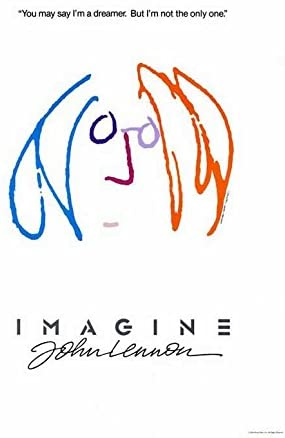 "You may say I'm a dreamer. But I'm not the only one."
IMAGINE
John Lennon